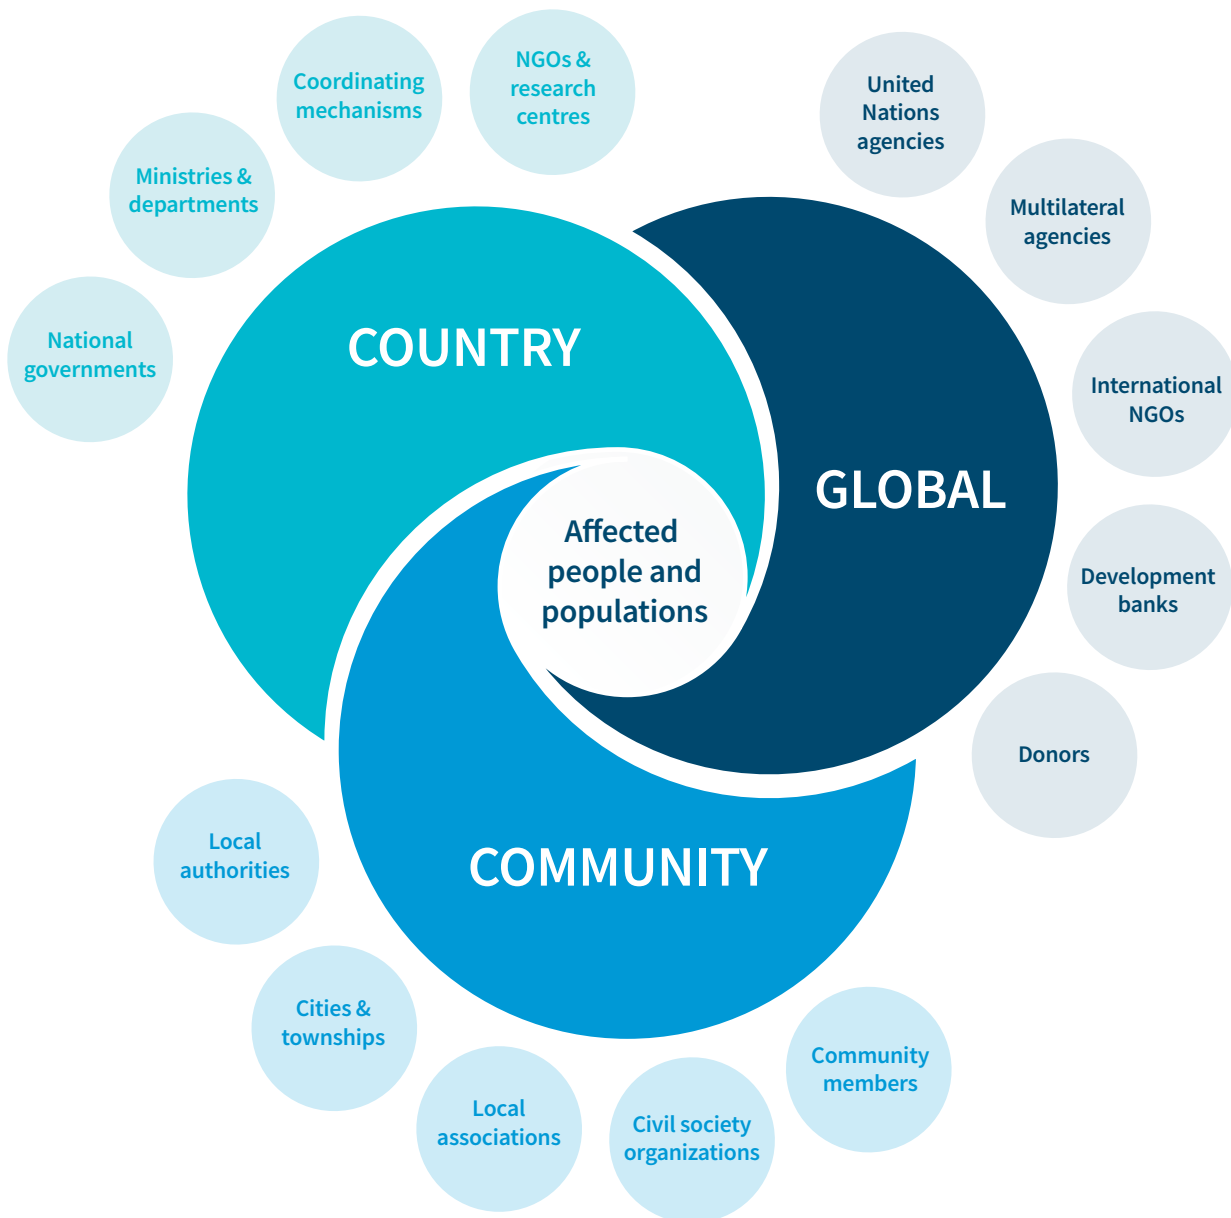 NGOs &
research
centres
Coordinating
mechanisms
Ministries &
departments
National
governments
United
Nations
agencies
Multilateral
agencies
International
NGOs
Development
banks
Donors
COUNTRY
GLOBAL
Affected
people and
populations
COMMUNITY
Local
authorities
Cities &
townships
Local
associations
Civil society
organizations
Community
members